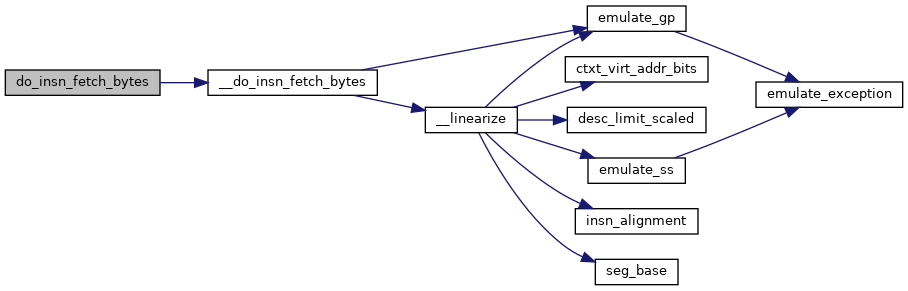 do_insn_fetch_bytes
__do_insn_fetch_bytes
__linearize
emulate_gp
ctxt_virt_addr_bits
desc_limit_scaled
emulate_ss
insn_alignment
seg_base
emulate_exception